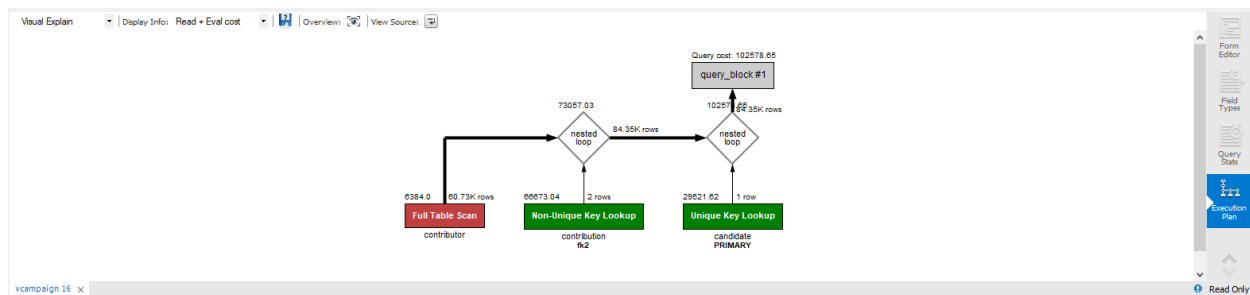 Visual Explain
Display Info: Read + Eval cost
Overview:
View Source:
Query cost: 102578.65
query_block #1
73057.03
102578.65
84.35K rows
nested
loop
84.35K rows
nested
loop
6384.0
60.73K rows
66673.04
2 rows
29521.62
1 row
Full Table Scan
Non-Unique Key Lookup
Unique Key Lookup
contributor
contribution
fk2
candidate
PRIMARY
Form
Editor
Field
Types
Query
Stats
Execution
Plan
vcampaign 16
Read Only